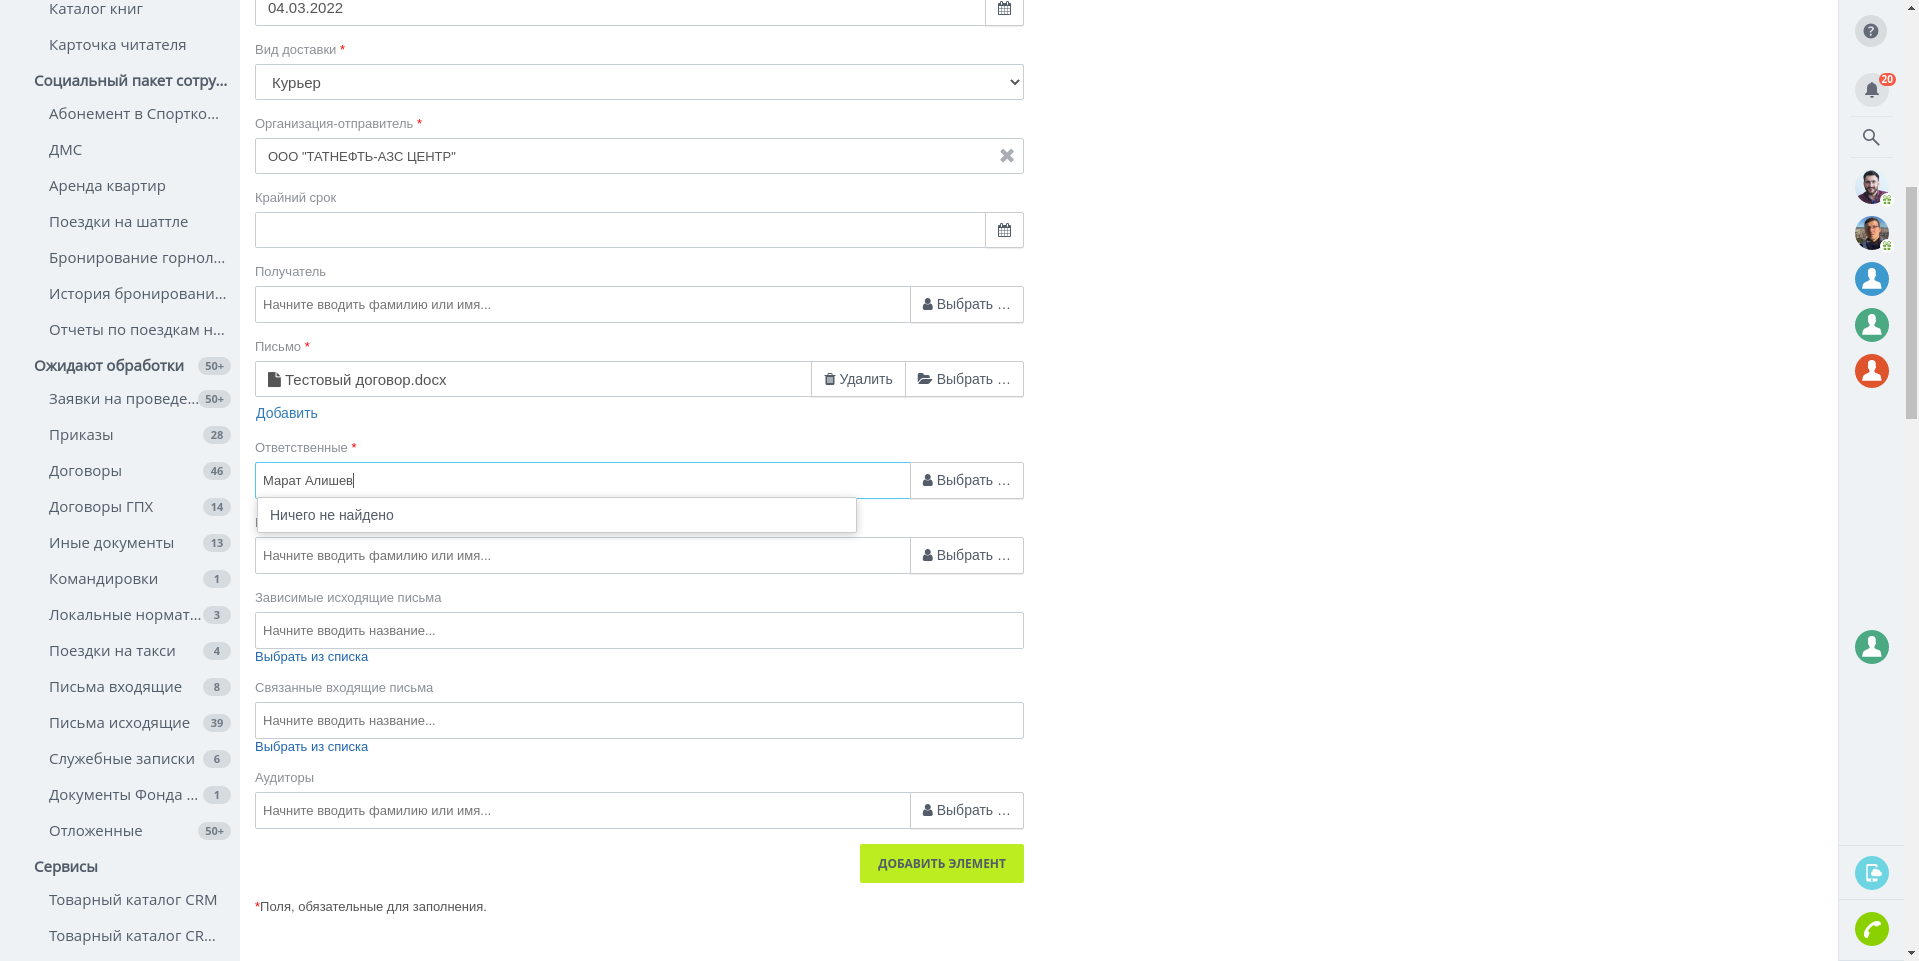 Каталог книг
Карточка читателя
Социальный пакет сотру...
Абонемент в Спортко...
ДМС
Аренда квартир
Поездки на шаттле
Бронирование горнол...
История бронировани...
Отчеты по поездкам н...
Ожидают обработки 50+
Заявки на проведе... 50+
Приказы 28
Договоры 46
Договоры ГПХ 14
Иные документы 13
Командировки 1
Локальные нормат... 3
Поездки на такси 4
Письма входящие 8
Письма исходящие 39
Служебные записки 6
Документы Фонда ... 1
Отложенные 50+
Сервисы
Товарный каталог CRM
Товарный каталог CR...
04.03.2022
Вид доставки *
Курьер
Организация-отправитель *
ООО "ТАТНЕФТЬ-АЗС ЦЕНТР"
Крайний срок
Получатель
Начните вводить фамилию или имя... Выбрать ...
Письмо *
Тестовый договор.docx Удалить Выбрать ...
Добавить
Ответственные *
Марат Алишев Выбрать ...
Ничего не найдено
Начните вводить фамилию или имя... Выбрать ...
Зависимые исходящие письма
Начните вводить название...
Выбрать из списка
Связанные входящие письма
Начните вводить название...
Выбрать из списка
Аудиторы
Начните вводить фамилию или имя... Выбрать ...
ДОБАВИТЬ ЭЛЕМЕНТ
*Поля, обязательные для заполнения.
?
20